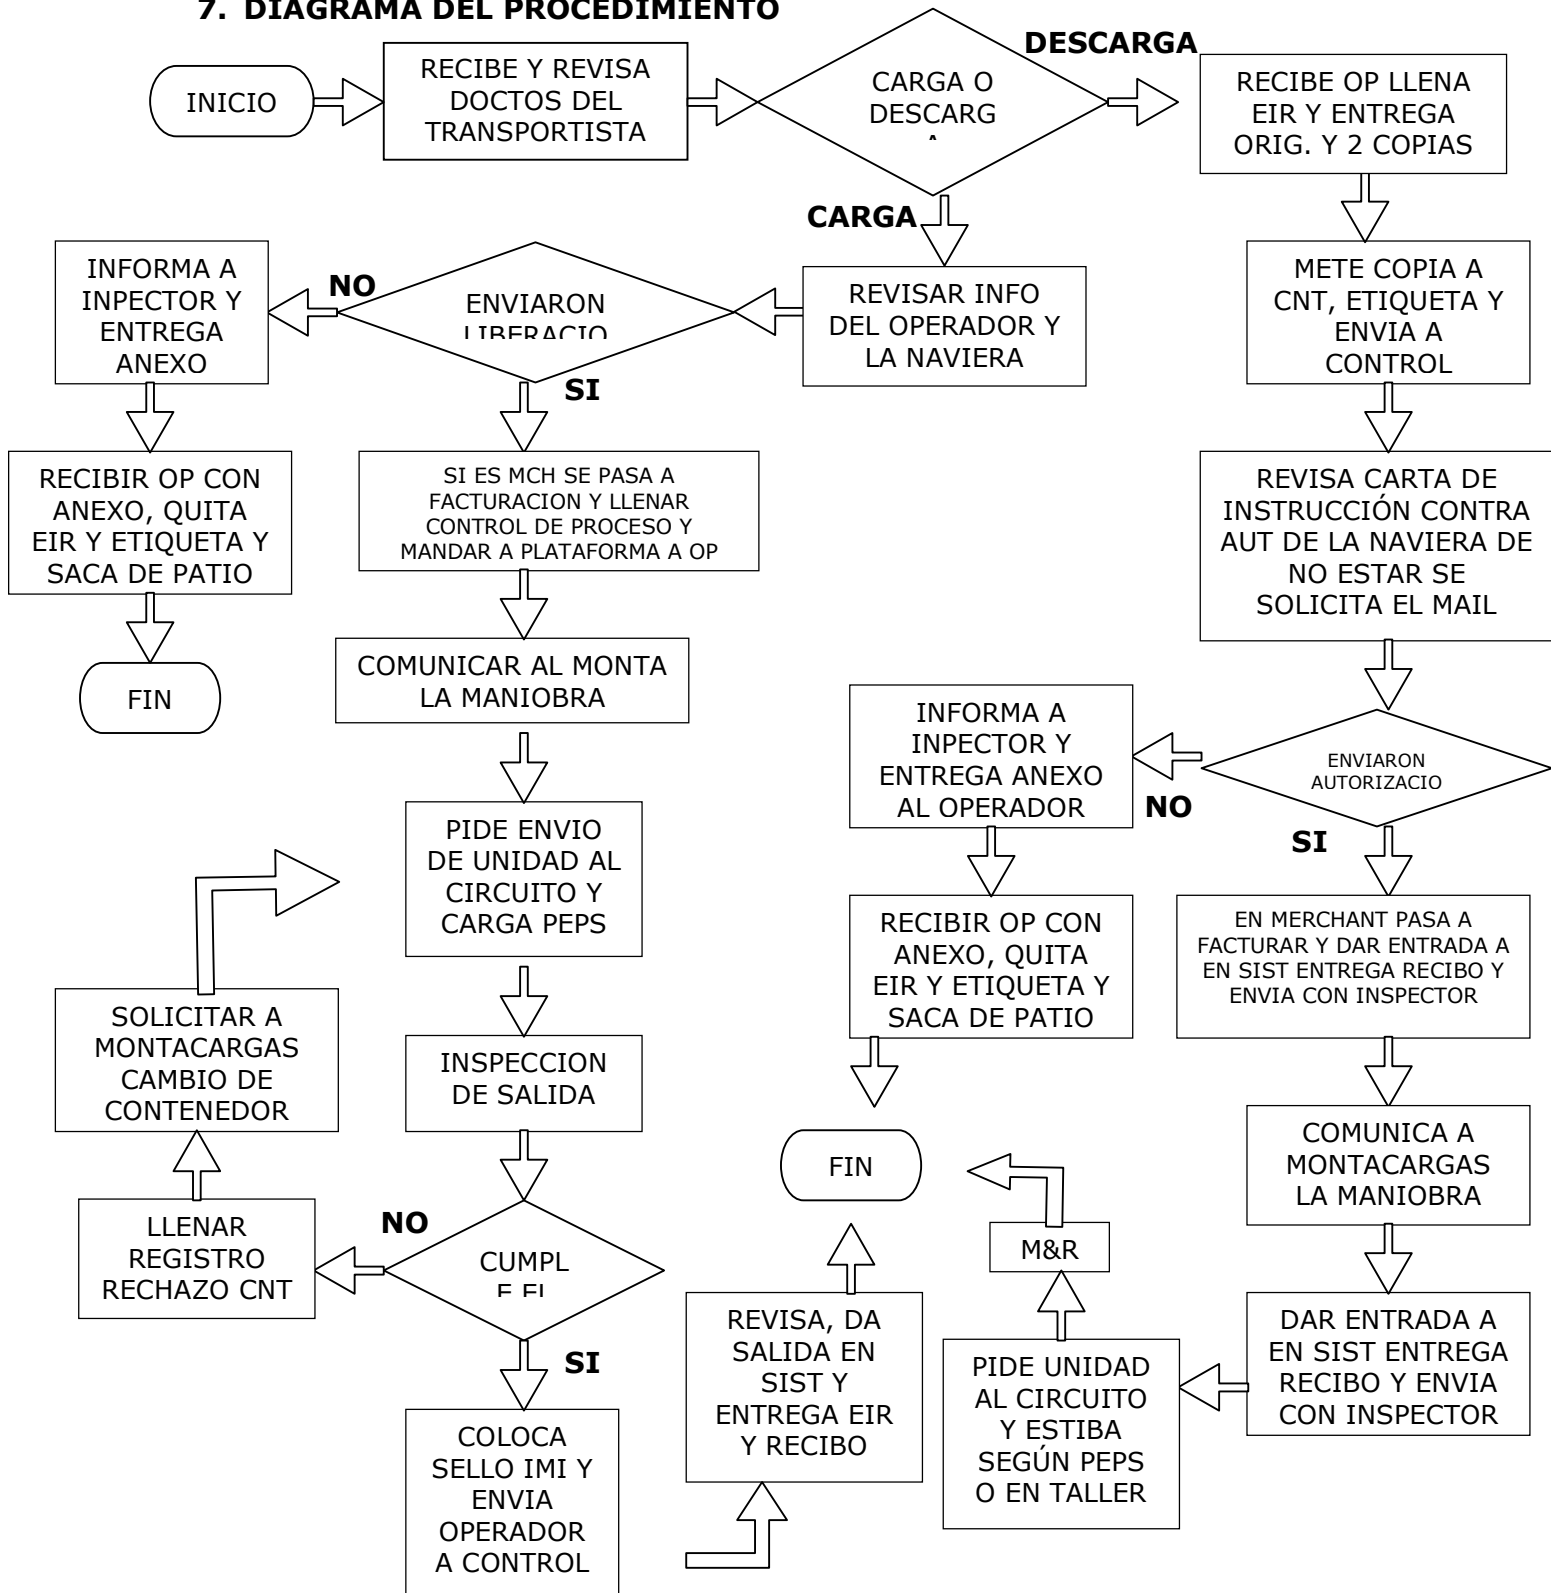 7. DIAGRAMA DEL PROCEDIMIENTO
INICIO
RECIBE Y REVISA
DOCTOS DEL
TRANSPORTISTA
CARGA O
DESCARG
DESCARGA
RECIBE OP LLENA
EIR Y ENTREGA
ORIG. Y 2 COPIAS
CARGA
INFORMA A
INPECTOR Y
ENTREGA
ANEXO
NO
ENVIARON
LIBERACIO
SI
REVISAR INFO
DEL OPERADOR Y
LA NAVIERA
METE COPIA A
CNT, ETIQUETA Y
ENVIA A
CONTROL
RECIBIR OP CON
ANEXO, QUITA
EIR Y ETIQUETA Y
SACA DE PATIO
SI ES MCH SE PASA A
FACTURACION Y LLENAR
CONTROL DE PROCESO Y
MANDAR A PLATAFORMA A OP
REVISA CARTA DE
INSTRUCCIÓN CONTRA
AUT DE LA NAVIERA DE
NO ESTAR SE
SOLICITA EL MAIL
FIN
COMUNICAR AL MONTA
LA MANIOBRA
INFORMA A
INPECTOR Y
ENTREGA ANEXO
AL OPERADOR
NO
ENVIARON
AUTORIZACIO
SI
PIDE ENVIO
DE UNIDAD AL
CIRCUITO Y
CARGA PEPS
RECIBIR OP CON
ANEXO, QUITA
EIR Y ETIQUETA Y
SACA DE PATIO
EN MERCHANT PASA A
FACTURAR Y DAR ENTRADA A
EN SIST ENTREGA RECIBO Y
ENVIA CON INSPECTOR
SOLICITAR A
MONTACARGAS
CAMBIO DE
CONTENEDOR
INSPECCION
DE SALIDA
FIN
COMUNICA A
MONTACARGAS
LA MANIOBRA
LLENAR
REGISTRO
RECHAZO CNT
NO
CUMPL
E EL
SI
M&R
REVISA, DA
SALIDA EN
SIST Y
ENTREGA EIR
Y RECIBO
PIDE UNIDAD
AL CIRCUITO
Y ESTIBA
SEGÚN PEPS
O EN TALLER
DAR ENTRADA A
EN SIST ENTREGA
RECIBO Y ENVIA
CON INSPECTOR
COLOCA
SELLO IMI Y
ENVIA
OPERADOR
A CONTROL